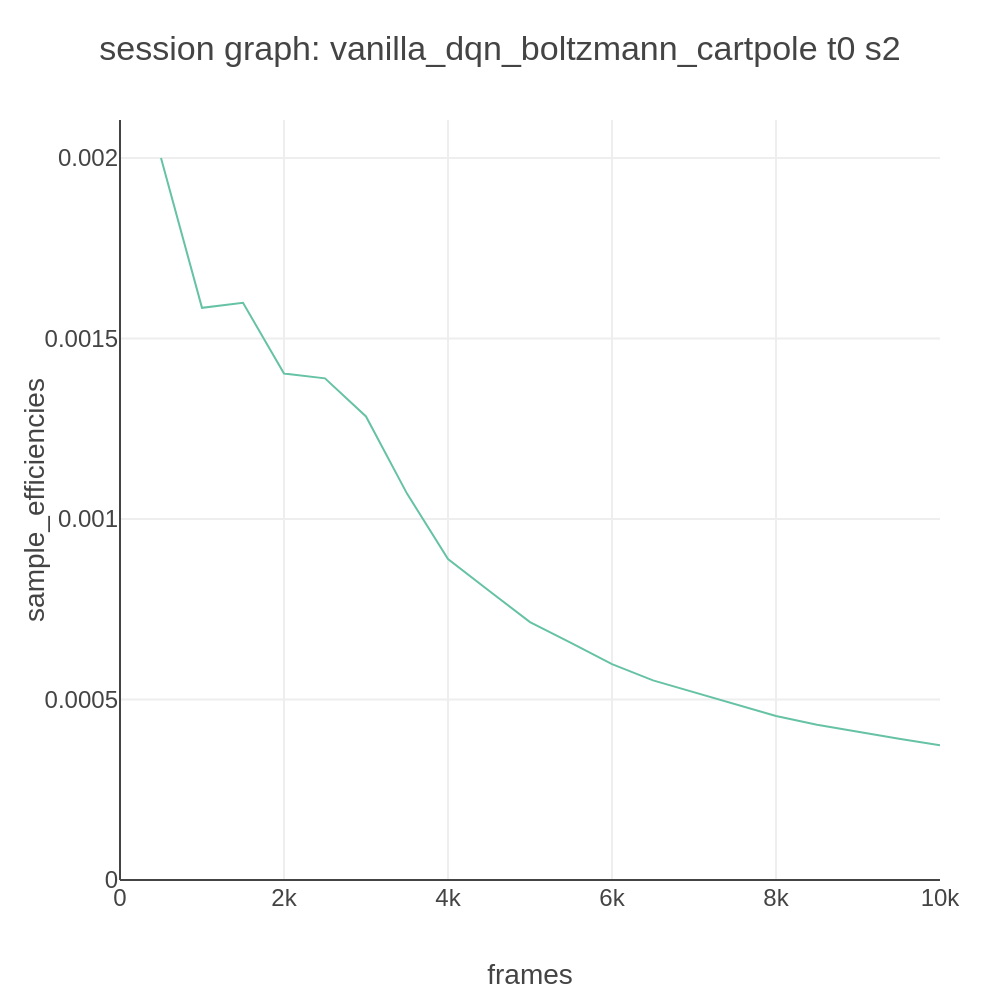 session graph: vanilla_dqn_boltzmann_cartpole t0 s2
sample_efficiencies
0.002
0.0015
0.001
0.0005
0
0 2k 4k 6k 8k 10k
frames